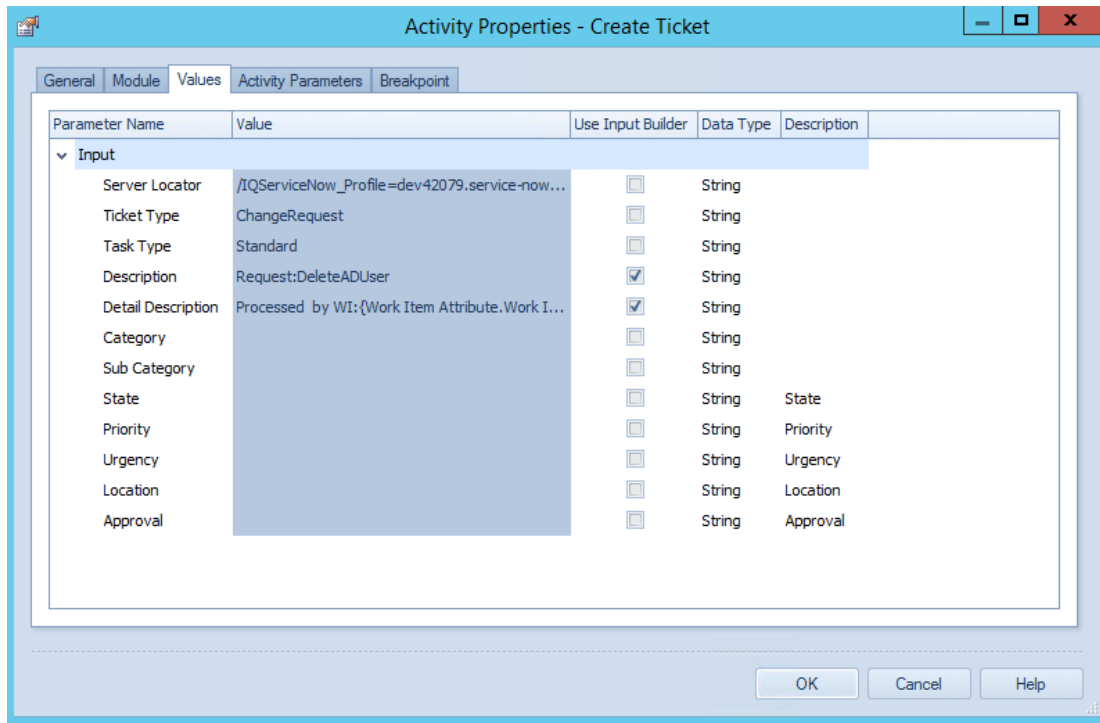 Activity Properties - Create Ticket
General Module Values Activity Parameters Breakpoint
Parameter Name Value Use Input Builder Data Type Description
Input
Server Locator /IQServiceNow_Profile=dev42079.service-now... String
Ticket Type ChangeRequest String
Task Type Standard String
Description Request:DeleteADUser String
Detail Description Processed by WI:{Work Item Attribute.Work I... String
Category String
Sub Category String
State String State
Priority String Priority
Urgency String Urgency
Location String Location
Approval String Approval
OK Cancel Help